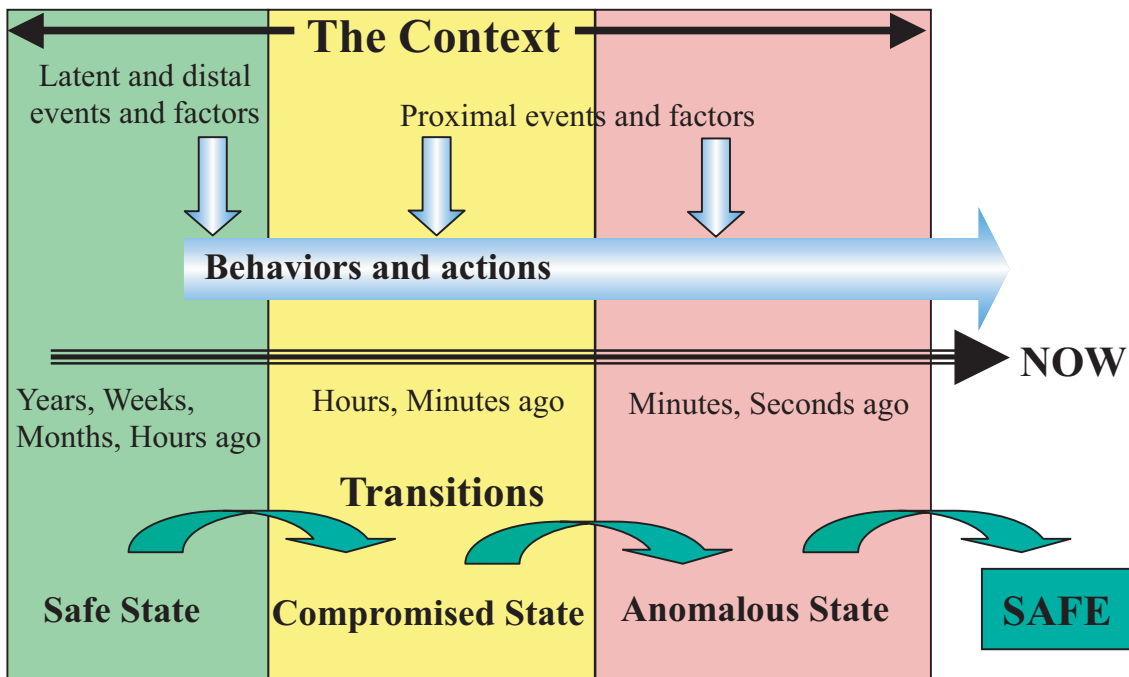 The Context
Latent and distal
events and factors
Proximal events and factors
Behaviors and actions
NOW
Years, Weeks,
Months, Hours ago
Hours, Minutes ago
Minutes, Seconds ago
Transitions
Safe State
Compromised State
Anomalous State
SAFE